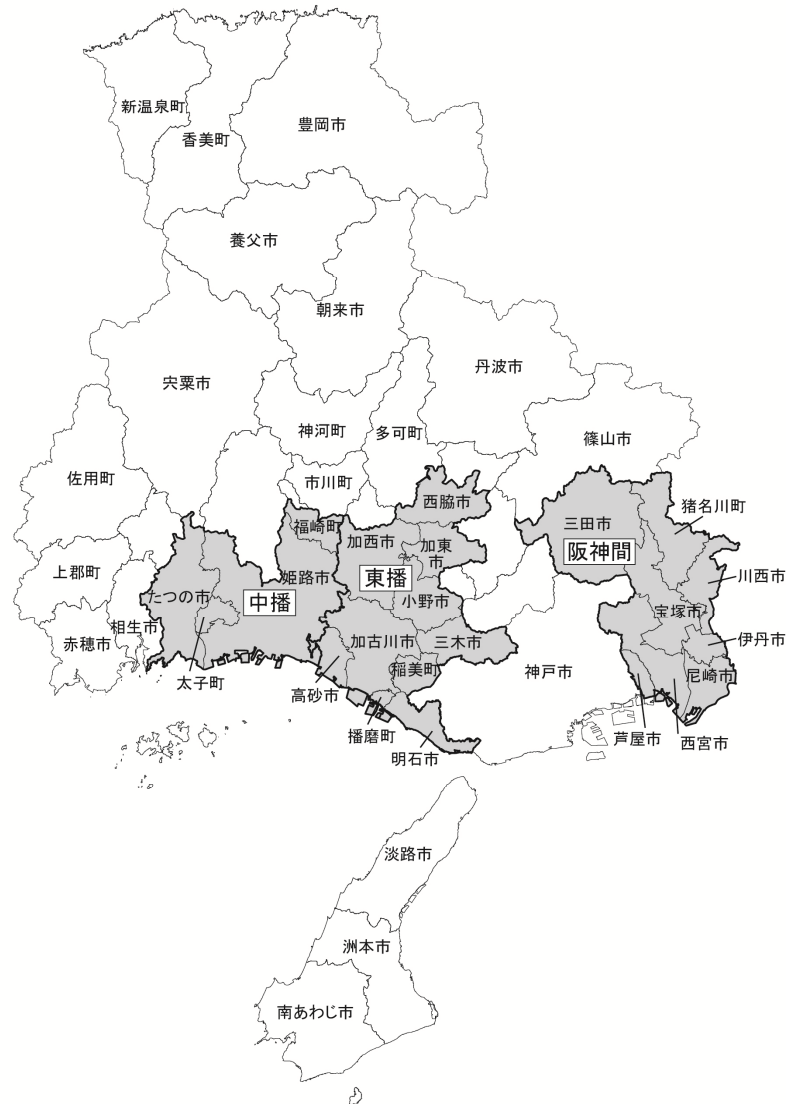 新温泉町
香美町
豊岡市
養父市
朝来市
宍粟市
丹波市
神河町
多可町
篠山市
佐用町
市川町
西脇市
猪名川町
福崎町
三田市
加西市
加東
市
阪神間
上郡町
姫路市
東播
川西市
たつの市
中播
小野市
宝塚市
相生市
赤穂市
加古川市
三木市
伊丹市
稲美町
神戸市
尼崎市
太子町
高砂市
播磨町
芦屋市
西宮市
明石市
淡路市
洲本市
南あわじ市